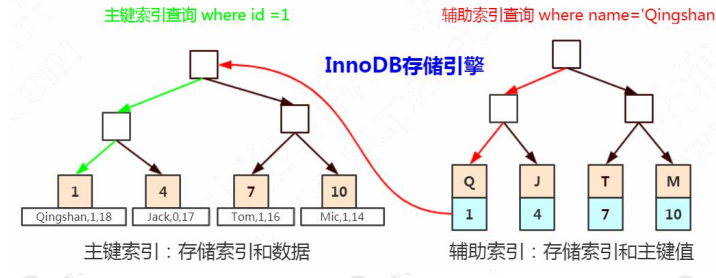 主键索引查询 where id =1
辅助索引查询 where name='Qingshan
InnoDB存储引擎
1
4
7
10
Qingshan,1,18
Jack,0,17
Tom,1,16
Mic,1,14
Q
J
T
M
1
4
7
10
主键索引：存储索引和数据
辅助索引：存储索引和主键值